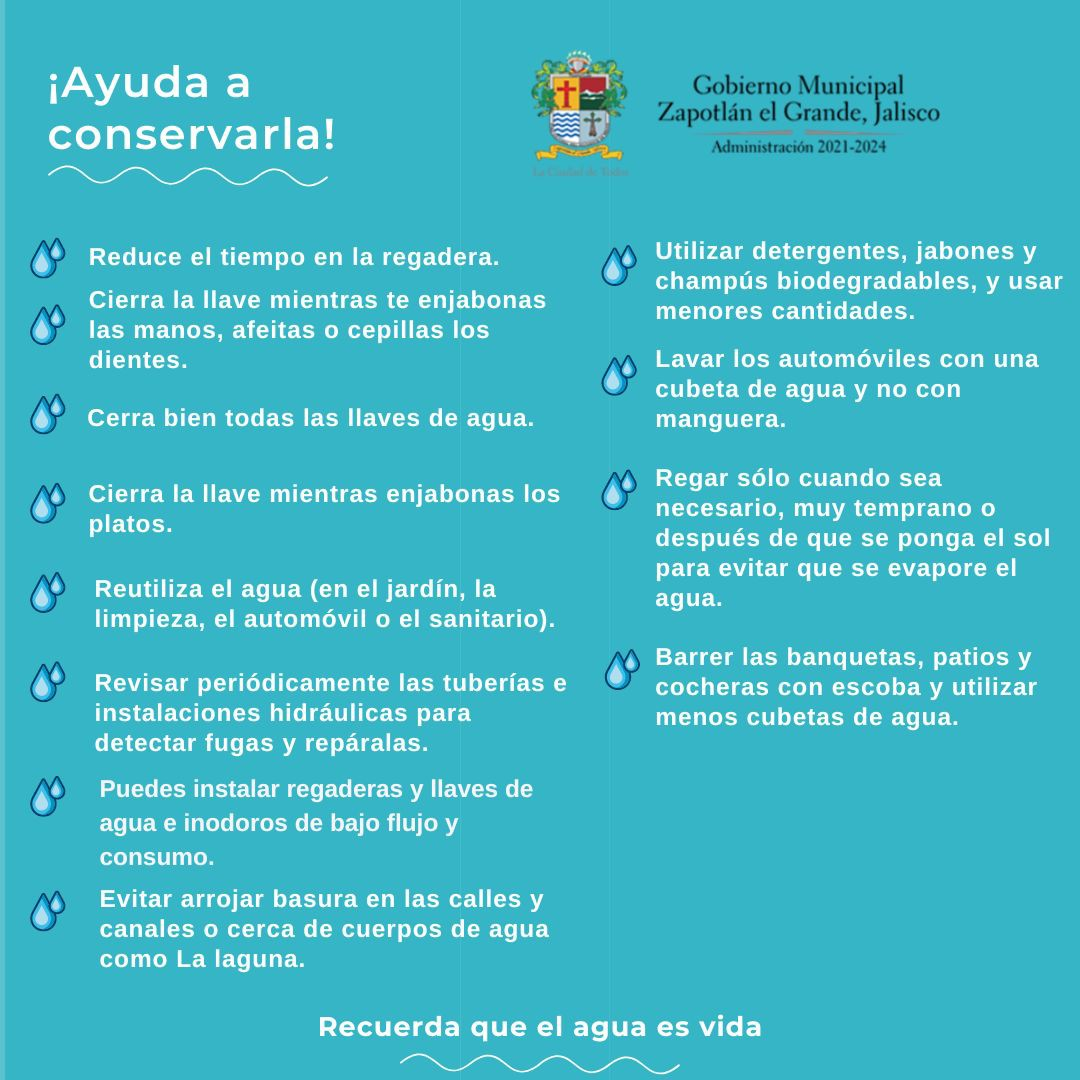 ¡Ayuda a
conservarla!
Gobierno Municipal
Zapotlán el Grande, Jalisco
Administración 2021-2024
La Ciudad de Todos
Reduce el tiempo en la regadera.
Cierra la llave mientras te enjabonas
las manos, afeitas o cepillas los
dientes.
Cerra bien todas las llaves de agua.
Cierra la llave mientras enjabonas los
platos.
Reutiliza el agua (en el jardín, la
limpieza, el automóvil o el sanitario).
Revisar periódicamente las tuberías e
instalaciones hidráulicas para
detectar fugas y repáralas.
Puedes instalar regaderas y llaves de
agua e inodoros de bajo flujo y
consumo.
Evitar arrojar basura en las calles y
canales o cerca de cuerpos de agua
como La laguna.
Utilizar detergentes, jabones y
champús biodegradables, y usar
menores cantidades.
Lavar los automóviles con una
cubeta de agua y no con
manguera.
Regar sólo cuando sea
necesario, muy temprano o
después de que se ponga el sol
para evitar que se evapore el
agua.
Barrer las banquetas, patios y
cocheras con escoba y utilizar
menos cubetas de agua.
Recuerda que el agua es vida